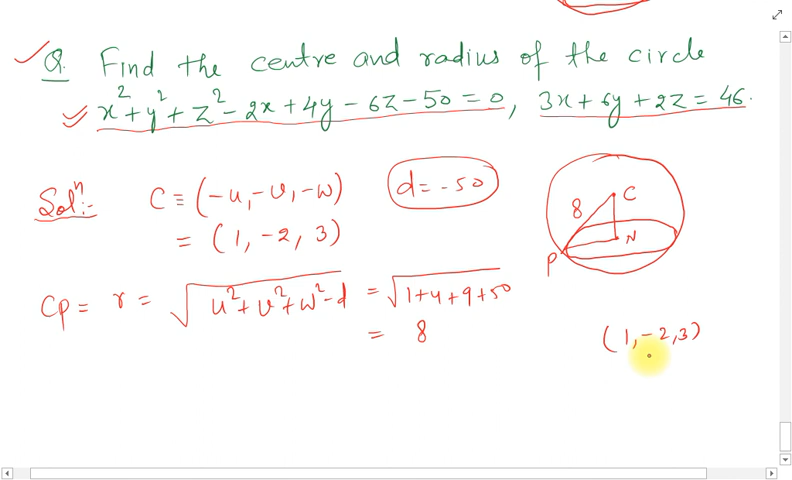 Q. Find the centre and radius of the circle
x²+y²+z²-2x+4y-6z-50=0, 3x+6y+2z=46.
Solⁿ:- C ≡ (-u,-v,-w) d=-50
= (1,-2,3)
CP = r = √u²+v²+w²-d = √1+4+9+50
= 8
8
C
N
P
(1,-2,3)